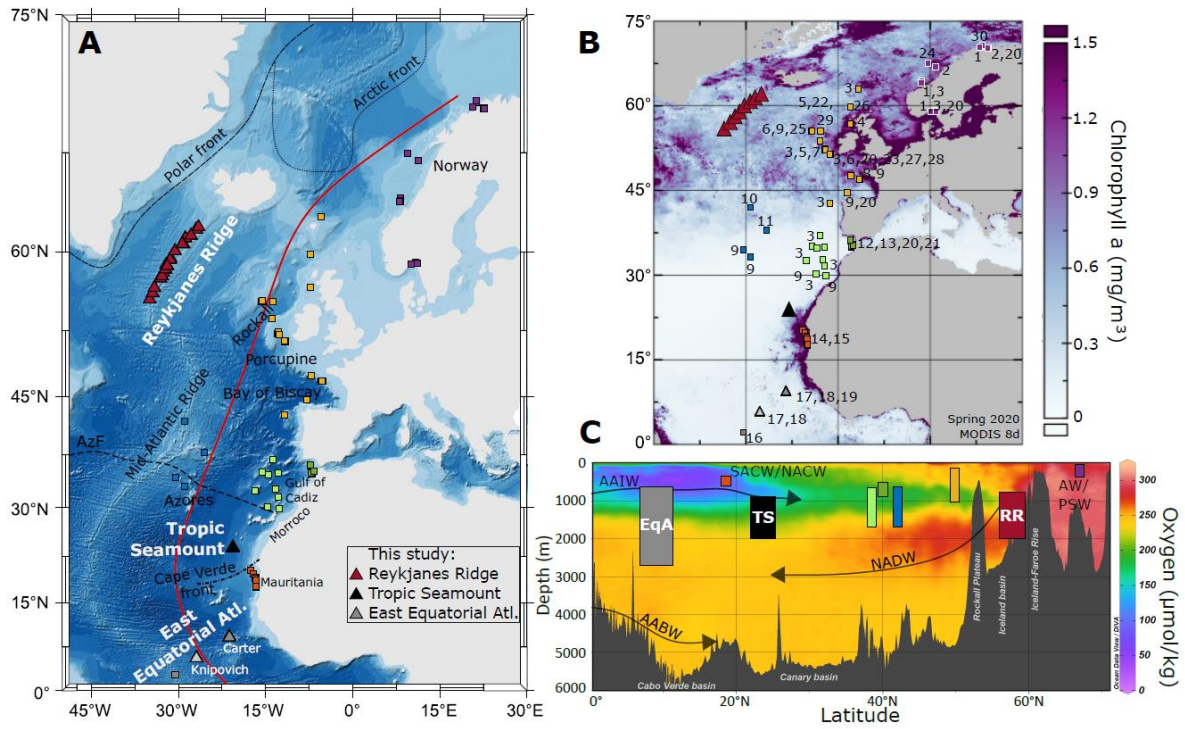 A
Polar front
Arctic front
Norway
Reykjanes Ridge
Rockall
Porcupine
Bay of Biscay
Mid-Atlantic Ridge
AzF
Azores
Gulf of
Cadiz
Morroco
Tropic
Seamount
Cape Verde
front
Mauritania
East
Equatorial Atl.
Carter
Knipovich
This study:
Reykjanes Ridge
Tropic Seamount
East Equatorial Atl.
60°N
45°N
30°N
15°N
0°
45°W
30°W
15°W
0°
15°E
30°E
B
75°
60°
45°
30°
15°
0°
30
2,20
1
24
2
1,3
1,3,20
3
5,22,
26
4
29
6,9,25
3,5,7
3,6,20,23,27,28
8,9
9,20
3
10
11
9
9
3
3
12,13,20,21
3
9
3
9
14,15
17,18,19
17,18
16
Spring 2020
MODIS 8d
Chlorophyll a (mg/m³)
1.5
1.2
0.9
0.6
0.3
0
C
AAIW
SACW/NACW
AW/
PSW
EqA
TS
RR
NADW
AABW
Rockall Plateau
Iceland basin
Iceland-Faroe Rise
Cabo Verde basin
Canary basin
Ocean Data View / DIVA
Depth (m)
0
1000
2000
3000
4000
5000
6000
0°
20°N
40°N
60°N
Latitude
Oxygen (µmol/kg)
300
250
200
150
100
50
0